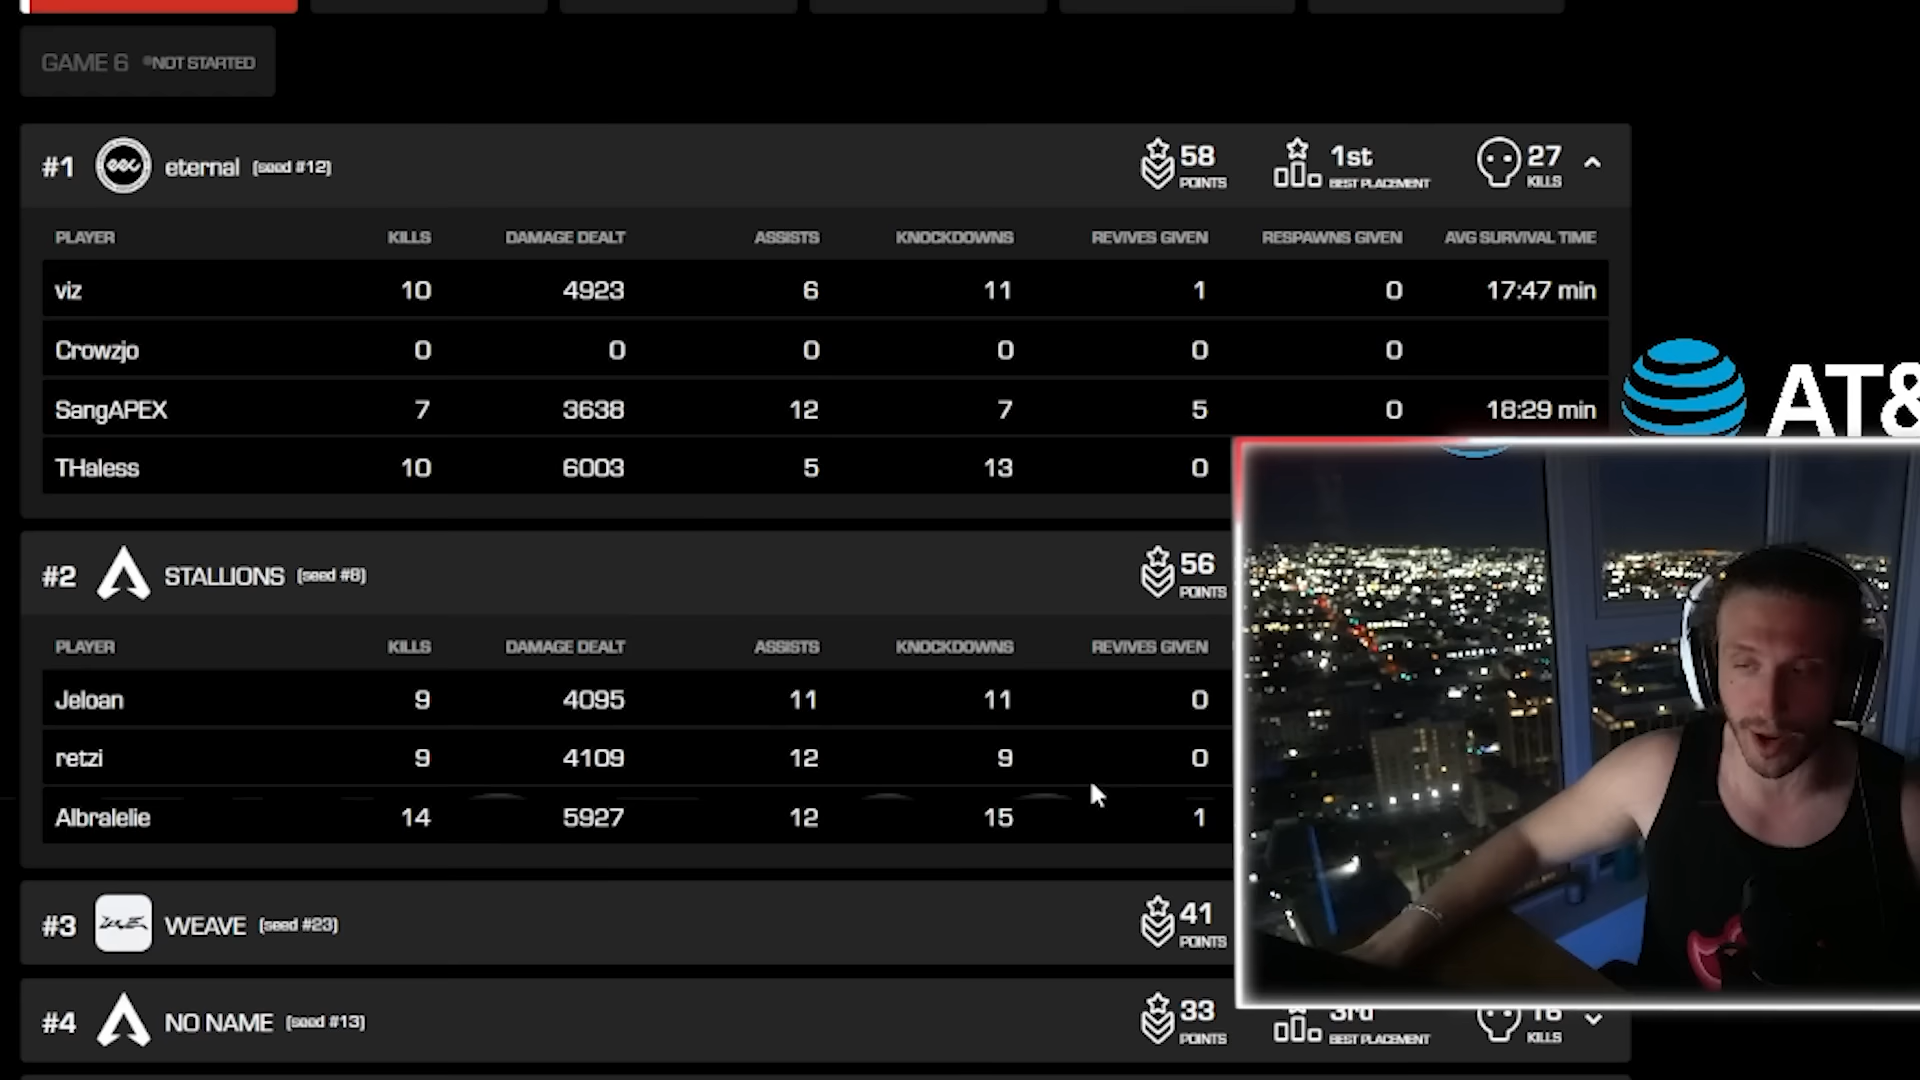 GAME 6 NOT STARTED
#1 eternal (seed #12) 58 POINTS 1st BEST PLACEMENT 27 KILLS
PLAYER KILLS DAMAGE DEALT ASSISTS KNOCKDOWNS REVIVES GIVEN RESPAWNS GIVEN AVG SURVIVAL TIME
viz 10 4923 6 11 1 0 17:47 min
Crowzjo 0 0 0 0 0 0
SangAPEX 7 3638 12 7 5 0 18:29 min
AT&
THaless 10 6003 5 13 0
#2 STALLIONS (seed #8) 56 POINTS
PLAYER KILLS DAMAGE DEALT ASSISTS KNOCKDOWNS REVIVES GIVEN
Jeloan 9 4095 11 11 0
retzi 9 4109 12 9 0
Albralelie 14 5927 12 15 1
#3 WEAVE (seed #23) 41 POINTS
#4 NO NAME (seed #13) 33 POINTS 3rd BEST PLACEMENT KILLS